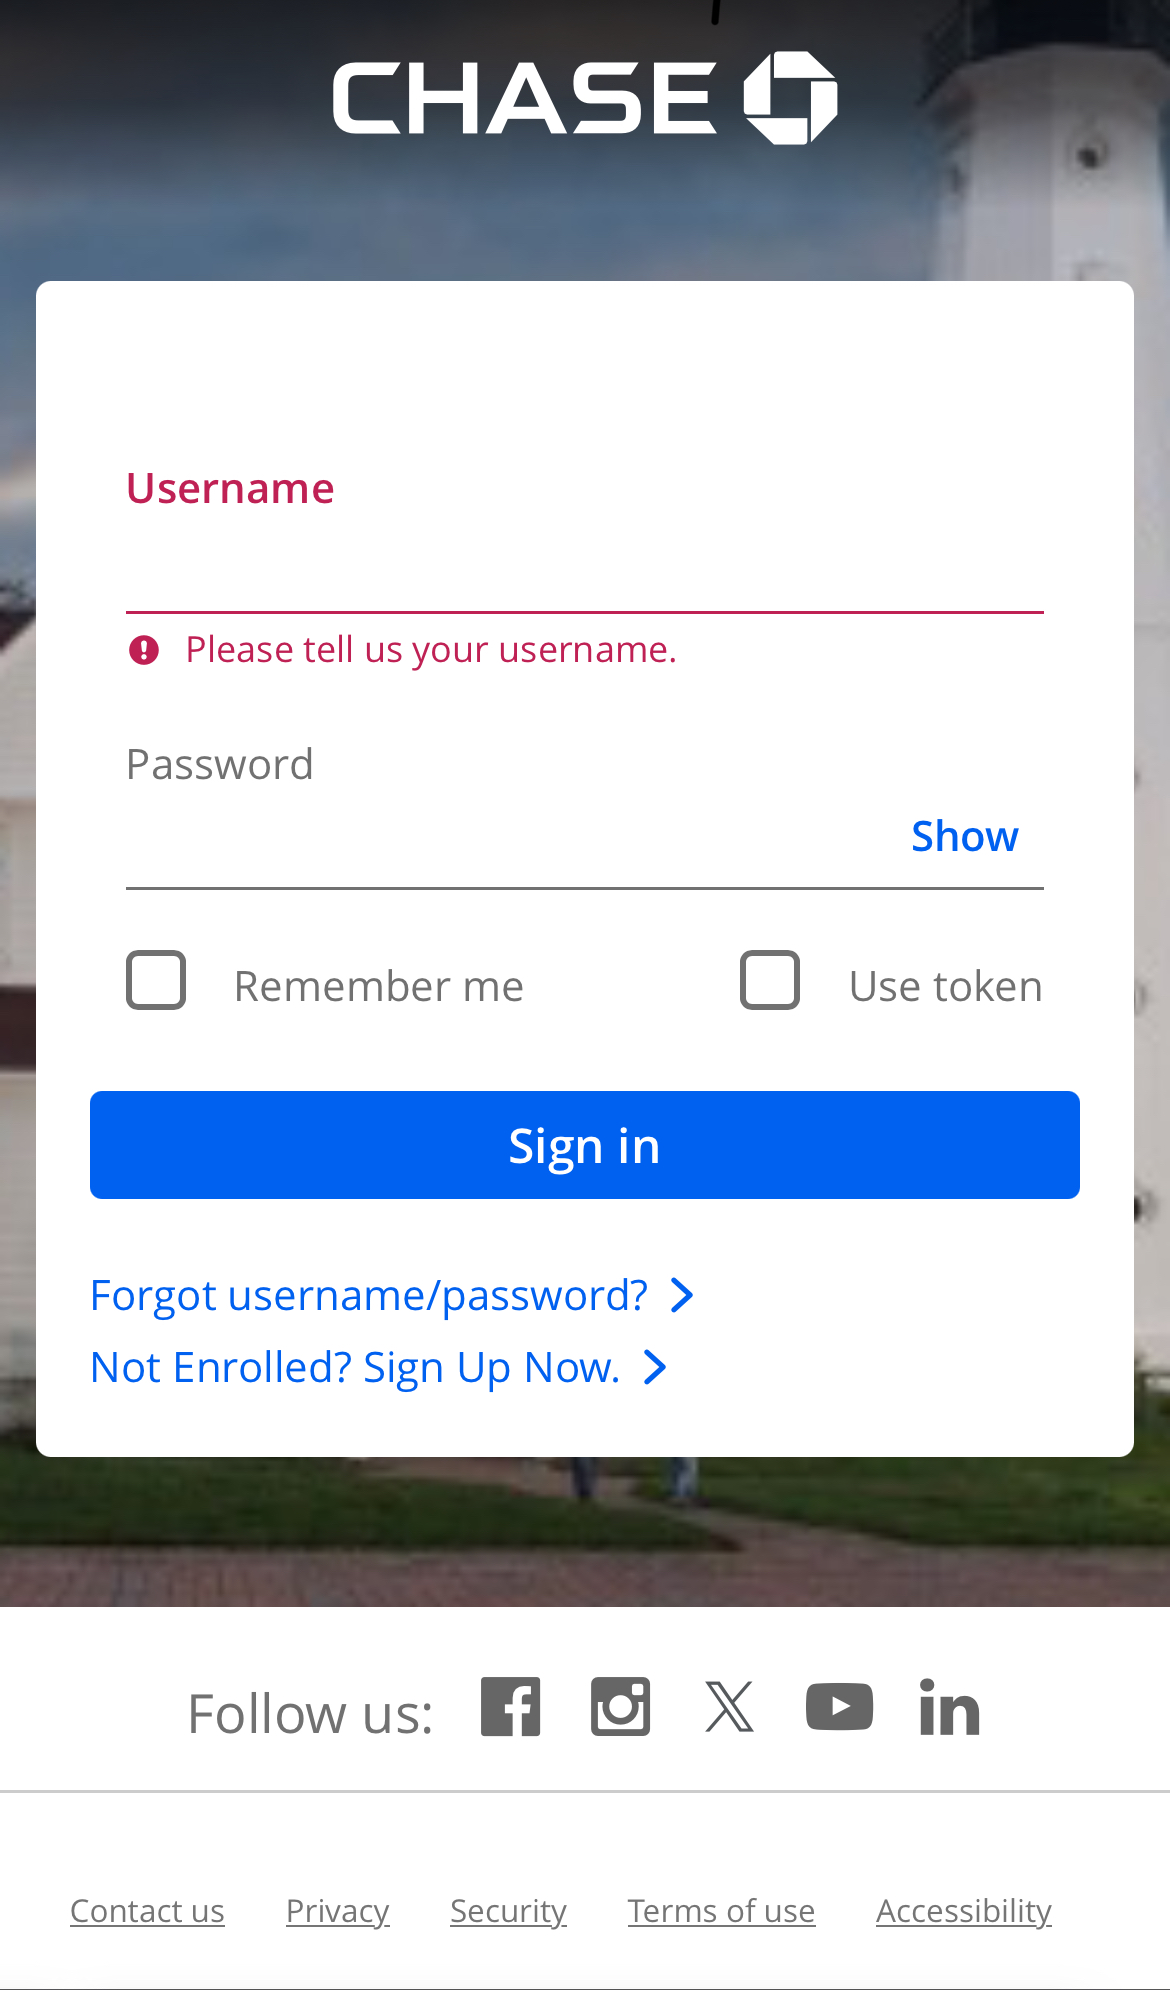 CHASE
Username
Please tell us your username.
Password
Show
Remember me
Use token
Sign in
Forgot username/password?
Not Enrolled? Sign Up Now.
Follow us:
Contact us Privacy Security Terms of use Accessibility